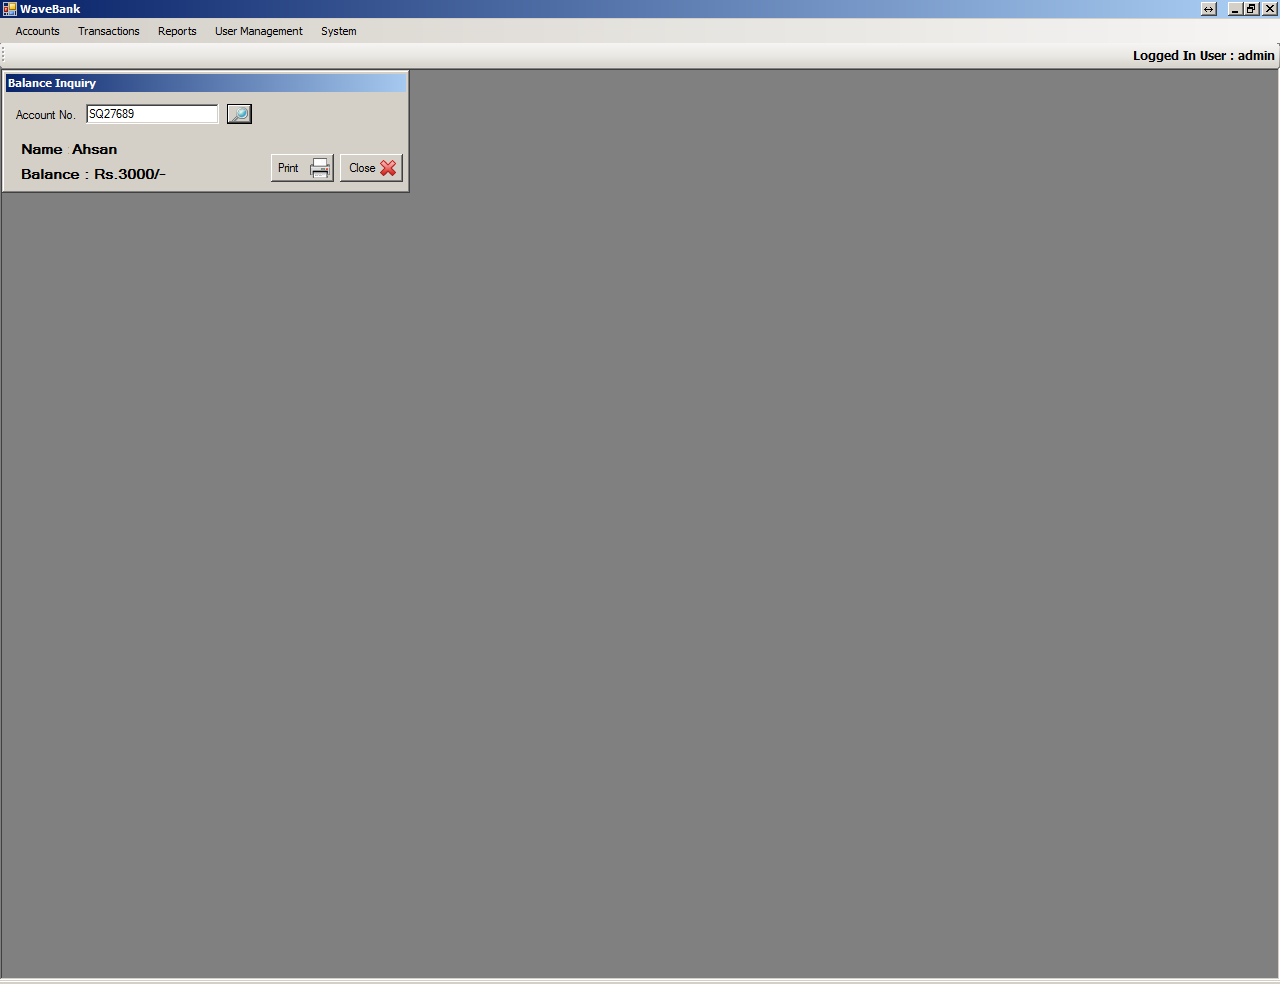 WaveBank
Accounts Transactions Reports User Management System
Logged In User : admin
Balance Inquiry
Account No. SQ27689
Name Ahsan
Balance : Rs.3000/-
Print Close